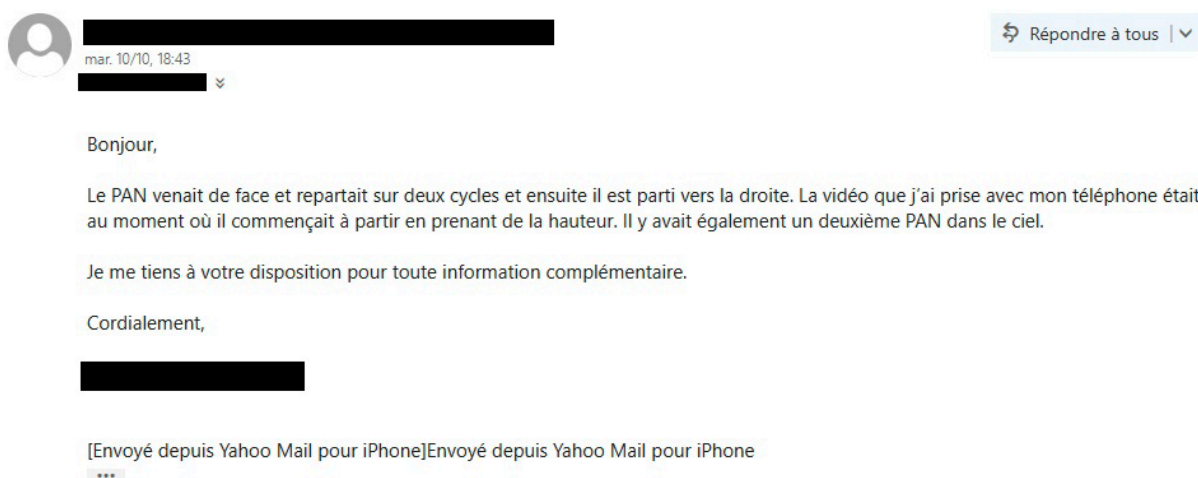 Répondre à tous
mar. 10/10, 18:43
Bonjour,
Le PAN venait de face et repartait sur deux cycles et ensuite il est parti vers la droite. La vidéo que j'ai prise avec mon téléphone était
au moment où il commençait à partir en prenant de la hauteur. Il y avait également un deuxième PAN dans le ciel.
Je me tiens à votre disposition pour toute information complémentaire.
Cordialement,
[Envoyé depuis Yahoo Mail pour iPhone]Envoyé depuis Yahoo Mail pour iPhone